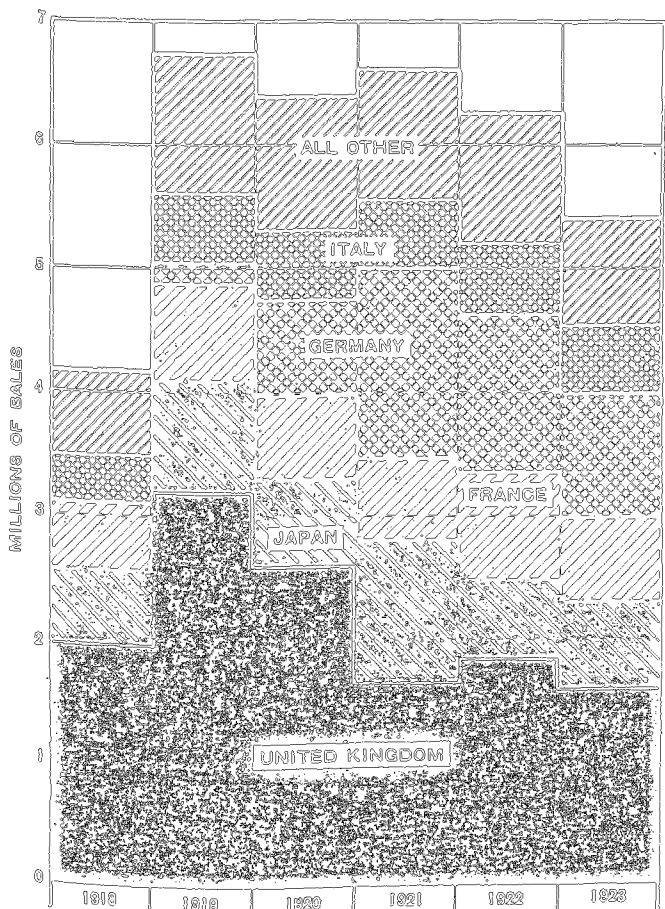 7
6
5
4
3
2
1
0
MILLIONS OF BALES
ALL OTHER
ITALY
GERMANY
FRANCE
JAPAN
UNITED KINGDOM
1918
1919
1920
1921
1922
1923